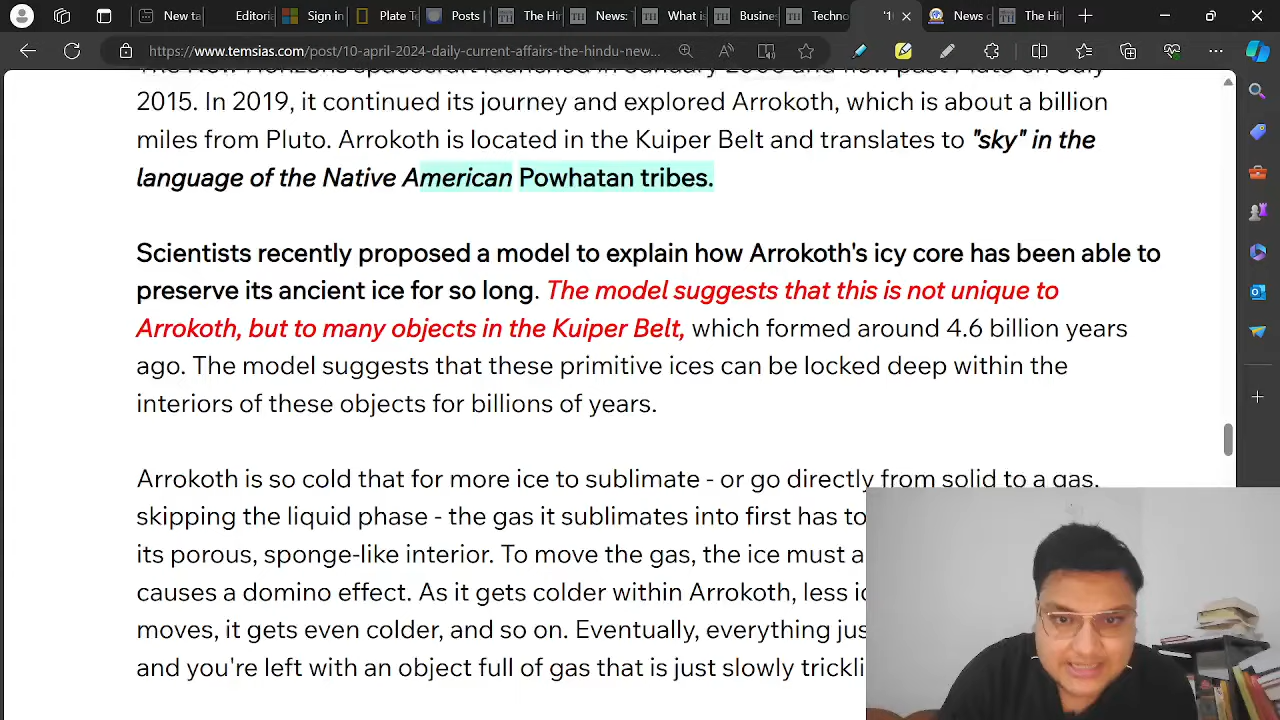 New ta
Editoria
Sign in
Plate Te
Posts |
The Hin
News: T
What is
Busine:
Techno
'1(
News c
The Hin
https://www.temsias.com/post/10-april-2024-daily-current-affairs-the-hindu-new...
2015. In 2019, it continued its journey and explored Arrokoth, which is about a billion
miles from Pluto. Arrokoth is located in the Kuiper Belt and translates to "sky" in the
language of the Native American Powhatan tribes.
Scientists recently proposed a model to explain how Arrokoth's icy core has been able to
preserve its ancient ice for so long. The model suggests that this is not unique to
Arrokoth, but to many objects in the Kuiper Belt, which formed around 4.6 billion years
ago. The model suggests that these primitive ices can be locked deep within the
interiors of these objects for billions of years.
Arrokoth is so cold that for more ice to sublimate - or go directly from solid to a gas,
skipping the liquid phase - the gas it sublimates into first has to
its porous, sponge-like interior. To move the gas, the ice must a
causes a domino effect. As it gets colder within Arrokoth, less ic
moves, it gets even colder, and so on. Eventually, everything jus
and you're left with an object full of gas that is just slowly trickli